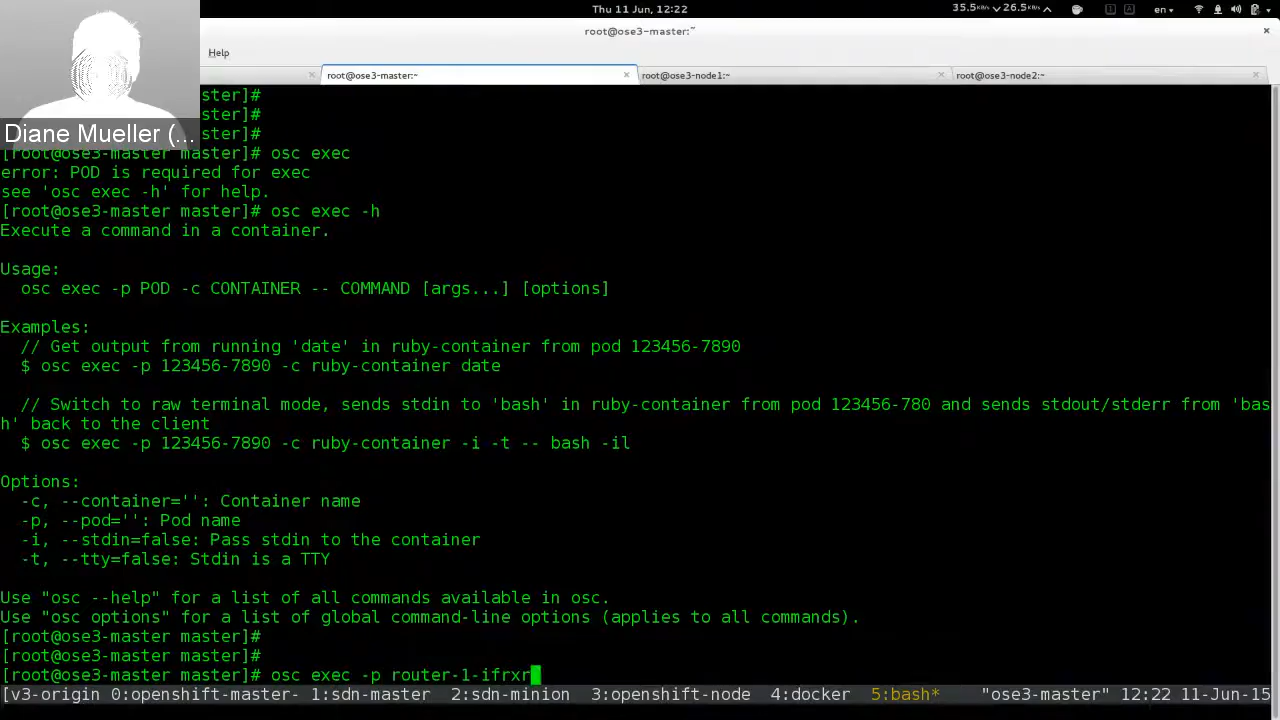 Thu 11 Jun, 12:22
35.5 KB/s 26.5 KB/s
en
root@ose3-master:~
Help
root@ose3-master:~
root@ose3-node1:~
root@ose3-node2:~
Diane Mueller (...
ster master]#
master]#
master]#
[root@ose3-master master]# osc exec
error: POD is required for exec
see 'osc exec -h' for help.
[root@ose3-master master]# osc exec -h
Execute a command in a container.
Usage:
osc exec -p POD -c CONTAINER -- COMMAND [args...] [options]
Examples:
// Get output from running 'date' in ruby-container from pod 123456-7890
$ osc exec -p 123456-7890 -c ruby-container date
// Switch to raw terminal mode, sends stdin to 'bash' in ruby-container from pod 123456-780 and sends stdout/stderr from 'bas
h' back to the client
$ osc exec -p 123456-7890 -c ruby-container -i -t -- bash -il
Options:
-c, --container='': Container name
-p, --pod='': Pod name
-i, --stdin=false: Pass stdin to the container
-t, --tty=false: Stdin is a TTY
Use "osc --help" for a list of all commands available in osc.
Use "osc options" for a list of global command-line options (applies to all commands).
[root@ose3-master master]#
[root@ose3-master master]#
[root@ose3-master master]# osc exec -p router-1-ifrxr
[v3-origin 0:openshift-master- 1:sdn-master 2:sdn-minion 3:openshift-node 4:docker 5:bash* "ose3-master" 12:22 11-Jun-15